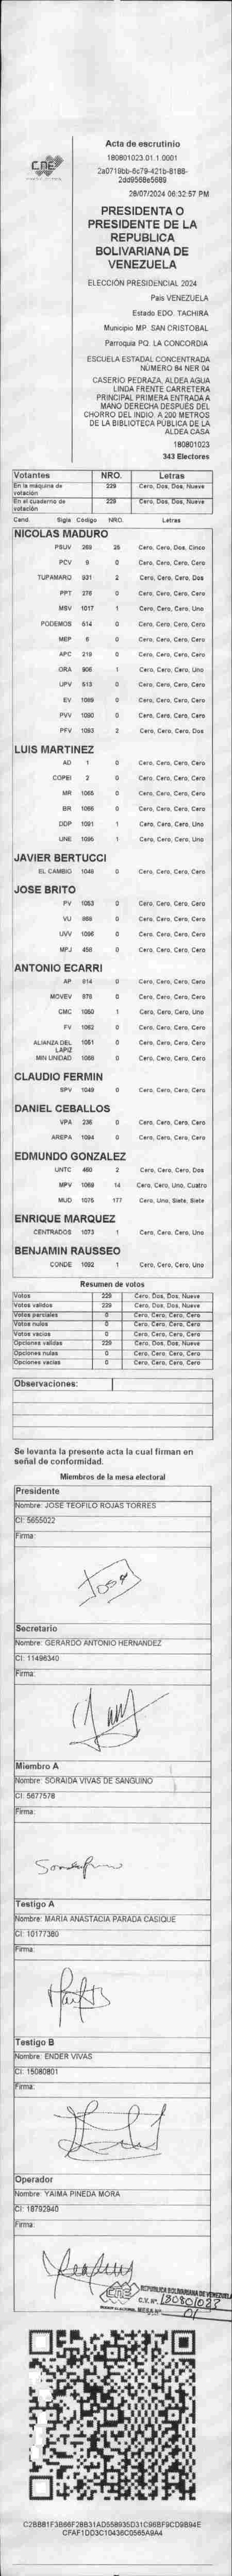 CNE
Acta de escrutinio
180801023.01.1.0001
2a0719bb-6c79-421b-8188-
2dd9568e5689
28/07/2024 06:32:57 PM
PRESIDENTA O
PRESIDENTE DE LA
REPUBLICA
BOLIVARIANA DE
VENEZUELA
ELECCIÓN PRESIDENCIAL 2024
País VENEZUELA
Estado EDO. TACHIRA
Municipio MP. SAN CRISTOBAL
Parroquia PQ. LA CONCORDIA
ESCUELA ESTADAL CONCENTRADA
NÚMERO 84 NER 04
CASERIO PEDRAZA, ALDEA AGUA
LINDA FRENTE CARRETERA
PRINCIPAL PRIMERA ENTRADA A
MANO DERECHA DESPUÉS DEL
CHORRO DEL INDIO. A 200 METROS
DE LA BIBLIOTECA PUBLICA DE LA
ALDEA CASA
180801023
343 Electores
Votantes NRO. Letras
En la máquina de votación 229 Cero, Dos, Dos, Nueve
En el cuaderno de votación 229 Cero, Dos, Dos, Nueve
Cand. Sigla Código NRO. Letras
NICOLAS MADURO
PSUV 269 25 Cero, Cero, Dos, Cinco
PCV 9 0 Cero, Cero, Cero, Cero
TUPAMARO 931 2 Cero, Cero, Cero, Dos
PPT 276 0 Cero, Cero, Cero, Cero
MSV 1017 1 Cero, Cero, Cero, Uno
PODEMOS 614 0 Cero, Cero, Cero, Cero
MEP 6 0 Cero, Cero, Cero, Cero
APC 219 0 Cero, Cero, Cero, Cero
ORA 906 1 Cero, Cero, Cero, Uno
UPV 513 0 Cero, Cero, Cero, Cero
EV 1089 0 Cero, Cero, Cero, Cero
PVV 1090 0 Cero, Cero, Cero, Cero
PFV 1093 2 Cero, Cero, Cero, Dos
LUIS MARTINEZ
AD 1 0 Cero, Cero, Cero, Cero
COPEI 2 0 Cero, Cero, Cero, Cero
MR 1065 0 Cero, Cero, Cero, Cero
BR 1066 0 Cero, Cero, Cero, Cero
DDP 1091 1 Cero, Cero, Cero, Uno
UNE 1095 1 Cero, Cero, Cero, Uno
JAVIER BERTUCCI
EL CAMBIO 1048 0 Cero, Cero, Cero, Cero
JOSE BRITO
PV 1053 0 Cero, Cero, Cero, Cero
VU 868 0 Cero, Cero, Cero, Cero
UVV 1096 0 Cero, Cero, Cero, Cero
MPJ 458 0 Cero, Cero, Cero, Cero
ANTONIO ECARRI
AP 814 0 Cero, Cero, Cero, Cero
MOVEV 876 0 Cero, Cero, Cero, Cero
CMC 1050 1 Cero, Cero, Cero, Uno
FV 1062 0 Cero, Cero, Cero, Cero
ALIANZA DEL LAPIZ 1051 0 Cero, Cero, Cero, Cero
MIN UNIDAD 1068 0 Cero, Cero, Cero, Cero
CLAUDIO FERMIN
SPV 1049 0 Cero, Cero, Cero, Cero
DANIEL CEBALLOS
VPA 236 0 Cero, Cero, Cero, Cero
AREPA 1094 0 Cero, Cero, Cero, Cero
EDMUNDO GONZALEZ
UNTC 460 2 Cero, Cero, Cero, Dos
MPV 1069 14 Cero, Cero, Uno, Cuatro
MUD 1075 177 Cero, Uno, Siete, Siete
ENRIQUE MARQUEZ
CENTRADOS 1073 1 Cero, Cero, Cero, Uno
BENJAMIN RAUSSEO
CONDE 1092 1 Cero, Cero, Cero, Uno
Resumen de votos
Votos 229 Cero, Dos, Dos, Nueve
Votos validos 229 Cero, Dos, Dos, Nueve
Votos parciales 0 Cero, Cero, Cero, Cero
Votos nulos 0 Cero, Cero, Cero, Cero
Votos vacios 0 Cero, Cero, Cero, Cero
Opciones validas 229 Cero, Dos, Dos, Nueve
Opciones nulas 0 Cero, Cero, Cero, Cero
Opciones vacias 0 Cero, Cero, Cero, Cero
Observaciones:
Se levanta la presente acta la cual firman en
señal de conformidad.
Miembros de la mesa electoral
Presidente
Nombre: JOSE TEOFILO ROJAS TORRES
CI: 5655022
Firma:
José
Secretario
Nombre: GERARDO ANTONIO HERNANDEZ
CI: 11498340
Firma:
Miembro A
Nombre: SORAIDA VIVAS DE SANGUINO
CI: 5677578
Firma:
Testigo A
Nombre: MARIA ANASTACIA PARADA CASIQUE
CI: 10177380
Firma:
Testigo B
Nombre: ENDER VIVAS
CI: 15080801
Firma:
Operador
Nombre: YAIMA PINEDA MORA
CI: 18792940
Firma:
CNE
REPUBLICA BOLIVARIANA DE VENEZUELA
C.V. Nº. 180801023
MESA Nº 01
C28B81F3B66F28B31AD558935D31C96BF9CD9B94E
CFAF1DD3C10436C0565A9A4